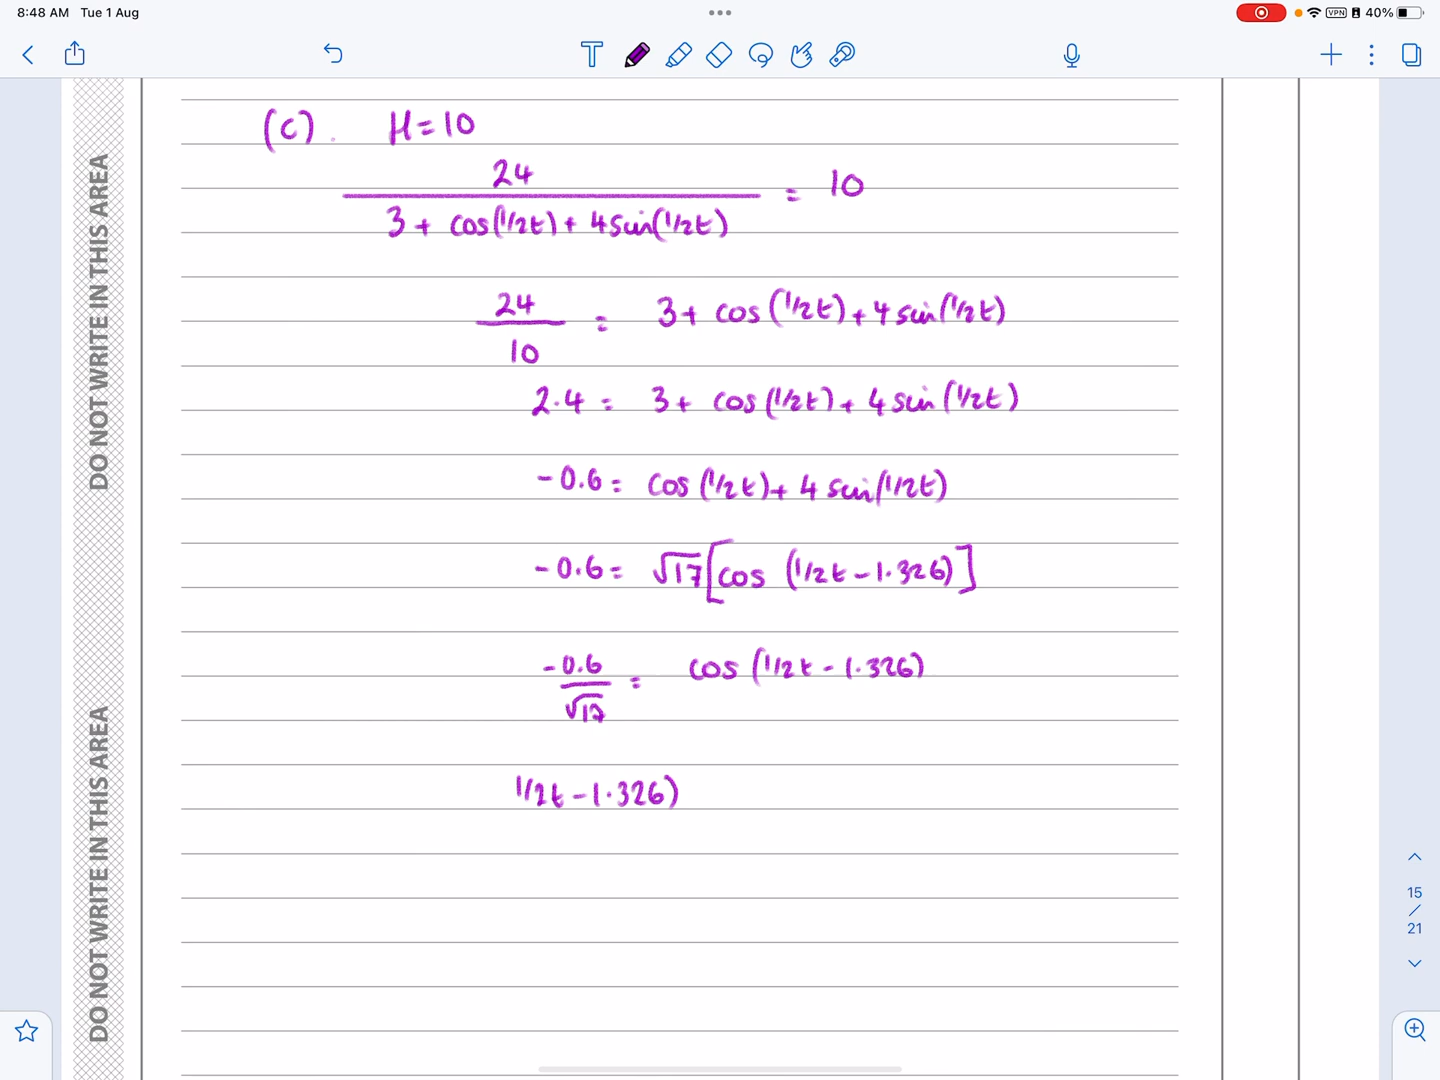 8:48 AM Tue 1 Aug
VPN 40%
DO NOT WRITE IN THIS AREA
DO NOT WRITE IN THIS AREA
(c). H=10
24
3 + cos(1/2t) + 4sin(1/2t)
= 10
24
10
= 3+ cos(1/2t)+4sin(1/2t)
2.4 = 3+ cos(1/2t)+ 4sin(1/2t)
-0.6 = cos(1/2t)+ 4 sin(1/2t)
-0.6 = √17[cos (1/2t-1.326)]
-0.6
√17
= cos (1/2t - 1.326)
1/2t-1.326)
15
/
21